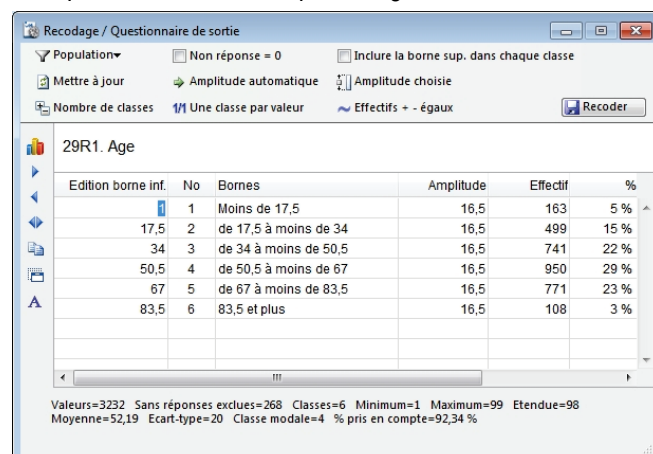 Recodage / Questionnaire de sortie
Population Non réponse = 0 Inclure la borne sup. dans chaque classe
Mettre à jour Amplitude automatique Amplitude choisie
Nombre de classes 1/1 Une classe par valeur Effectifs + - égaux Recoder
29R1. Age
Edition borne inf. No Bornes Amplitude Effectif %
1 1 Moins de 17,5 16,5 163 5 %
17,5 2 de 17,5 à moins de 34 16,5 499 15 %
34 3 de 34 à moins de 50,5 16,5 741 22 %
50,5 4 de 50,5 à moins de 67 16,5 950 29 %
67 5 de 67 à moins de 83,5 16,5 771 23 %
83,5 6 83,5 et plus 16,5 108 3 %
A
Valeurs=3232 Sans réponses exclues=268 Classes=6 Minimum=1 Maximum=99 Etendue=98
Moyenne=52,19 Ecart-type=20 Classe modale=4 % pris en compte=92,34 %